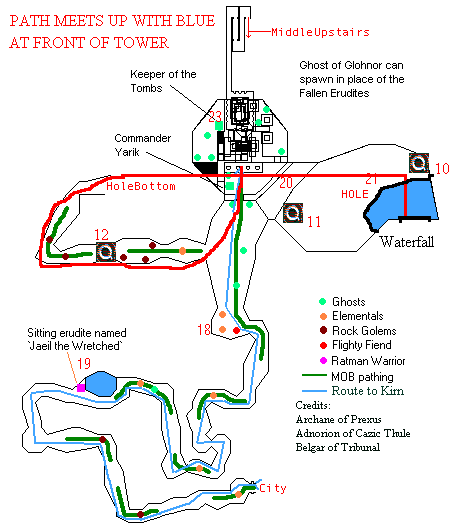 PATH MEETS UP WITH BLUE
AT FRONT OF TOWER
MiddleUpstairs
Keeper of the
Tombs
Ghost of Glohnor can
spawn in place of the
Fallen Erudites
23
Commander
Yarik
10
20
21
HOLE
HoleBottom
11
12
Waterfall
18
Ghosts
Elementals
Rock Golems
Flighty Fiend
Ratman Warrior
MOB pathing
Route to Kirn
Sitting erudite named
`Jaeil the Wretched`
19
Credits:
Archane of Prexus
Adnorion of Cazic Thule
Belgar of Tribunal
City